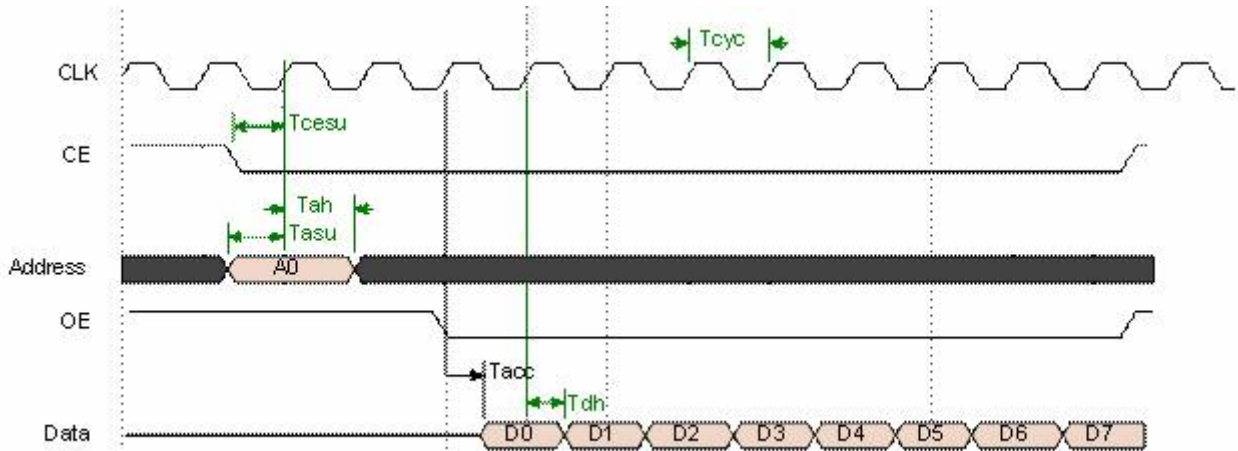 Tcyc
CLK
Tcesu
CE
Tah
Tasu
Address A0
OE
Tacc
Tdh
Data D0 D1 D2 D3 D4 D5 D6 D7